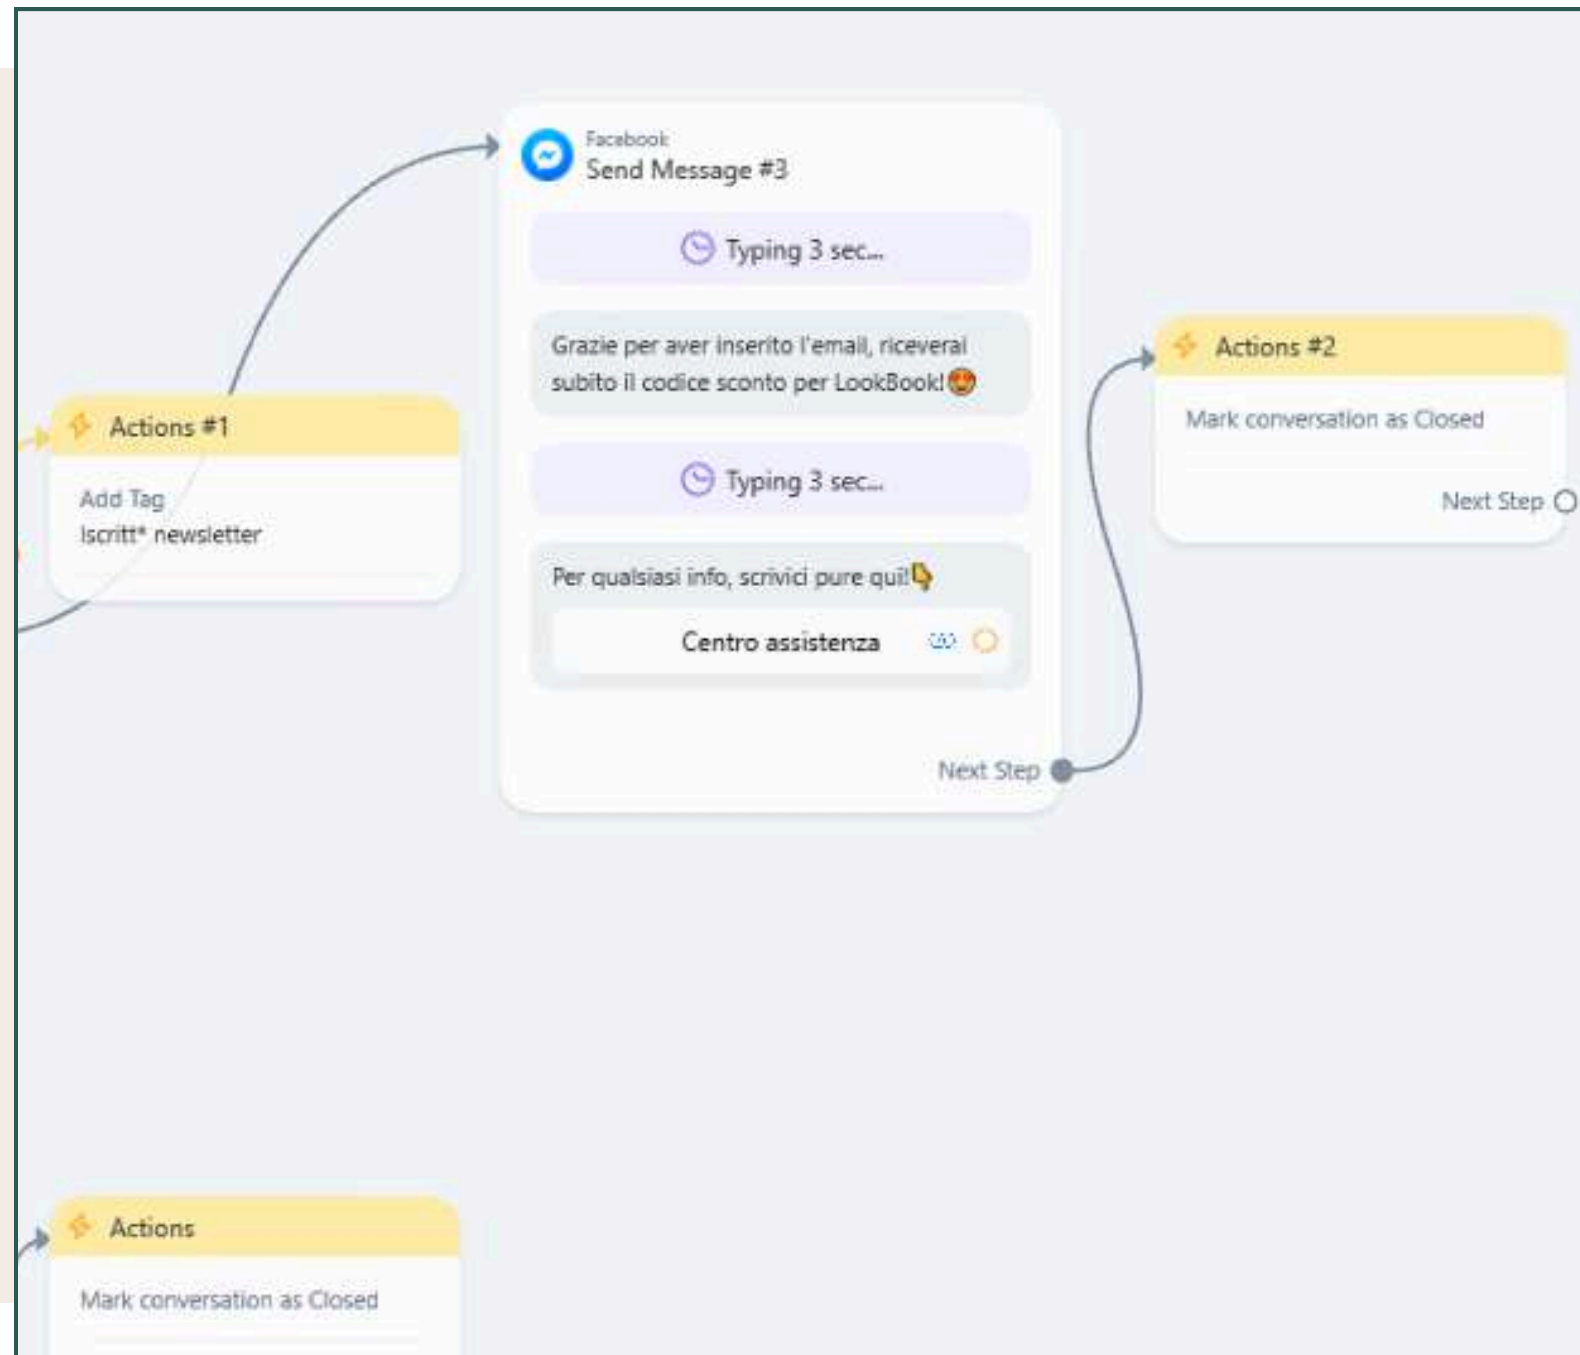 Facebook
Send Message #3
Typing 3 sec...
Grazie per aver inserito l'email, riceverai
subito il codice sconto per LookBook!😍
Typing 3 sec...
Per qualsiasi info, scrivici pure qui!👇
Centro assistenza
Next Step
Actions #1
Add Tag
Iscritt* newsletter
Actions #2
Mark conversation as Closed
Next Step
Actions
Mark conversation as Closed